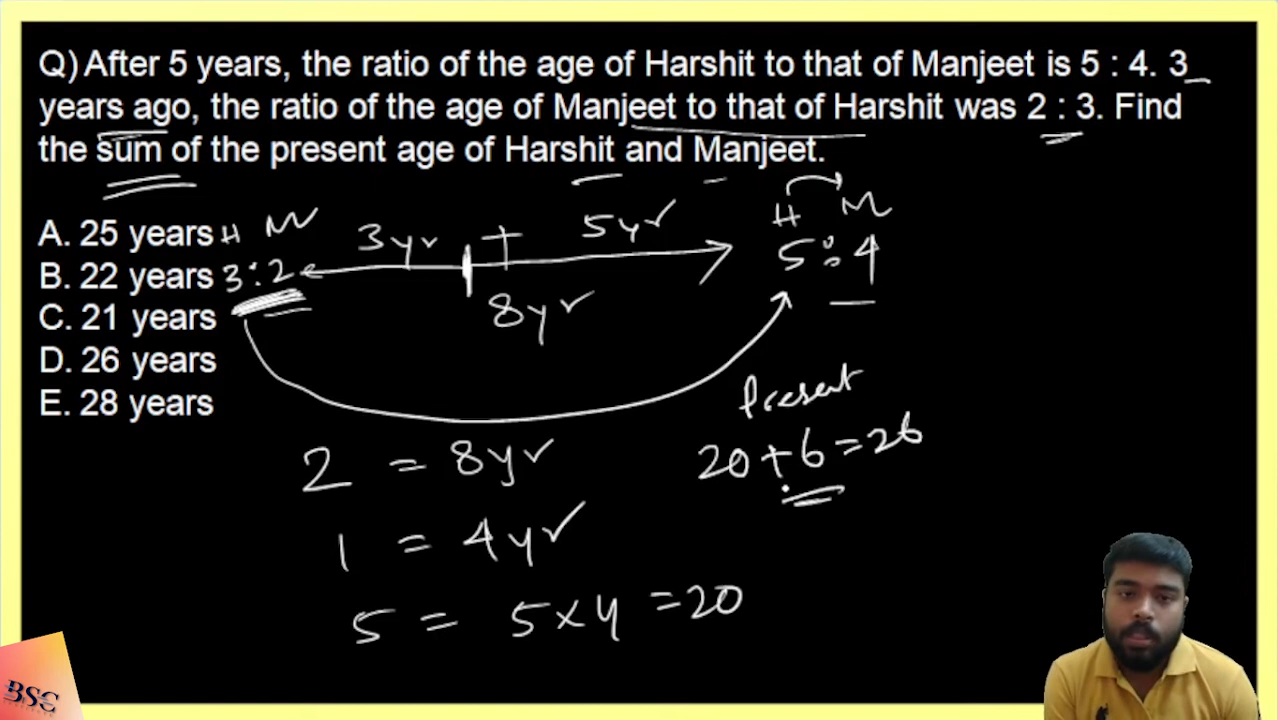 Q) After 5 years, the ratio of the age of Harshit to that of Manjeet is 5 : 4. 3
years ago, the ratio of the age of Manjeet to that of Harshit was 2 : 3. Find
the sum of the present age of Harshit and Manjeet.
A. 25 years
B. 22 years
C. 21 years
D. 26 years
E. 28 years
H M
3:2
3yr + 5yr
8yr
H M
5:4
Present
20+6=26
2 = 8yr
1 = 4yr
5 = 5×4 =20
BSC